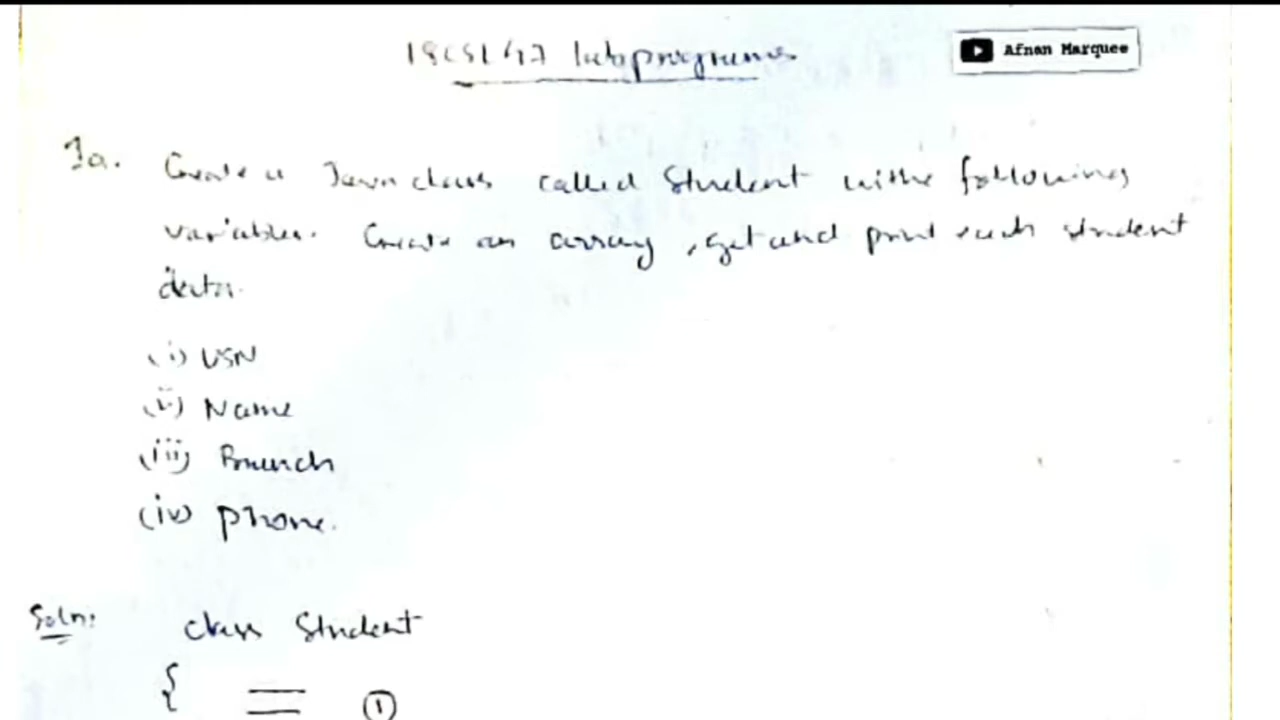 18CSL47 lab programs
Afnan Marquee
1a. Create a Java class called Student withe following
variables. Create an array, get and print each student
data.
(i) USN
(ii) Name
(iii) Branch
(iv) phone.
Soln:
class Student
{
①